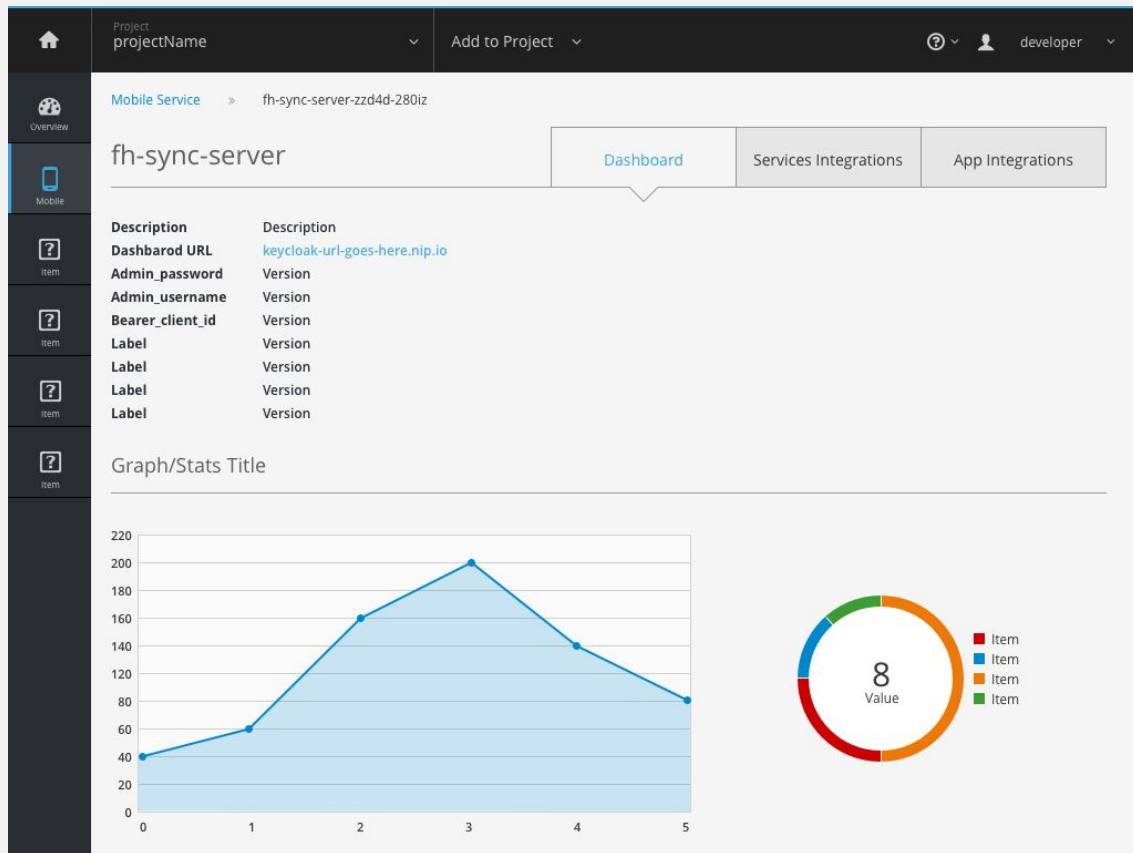 Project
projectName
Add to Project
developer
Overview
Mobile
Item
Item
Item
Item
Mobile Service » fh-sync-server-zzd4d-280iz
fh-sync-server
Dashboard
Services Integrations
App Integrations
Description Description
Dashbarod URL keycloak-url-goes-here.nip.io
Admin_password Version
Admin_username Version
Bearer_client_id Version
Label Version
Label Version
Label Version
Label Version
Graph/Stats Title
220
200
180
160
140
120
100
80
60
40
20
0
0 1 2 3 4 5
8
Value
Item
Item
Item
Item